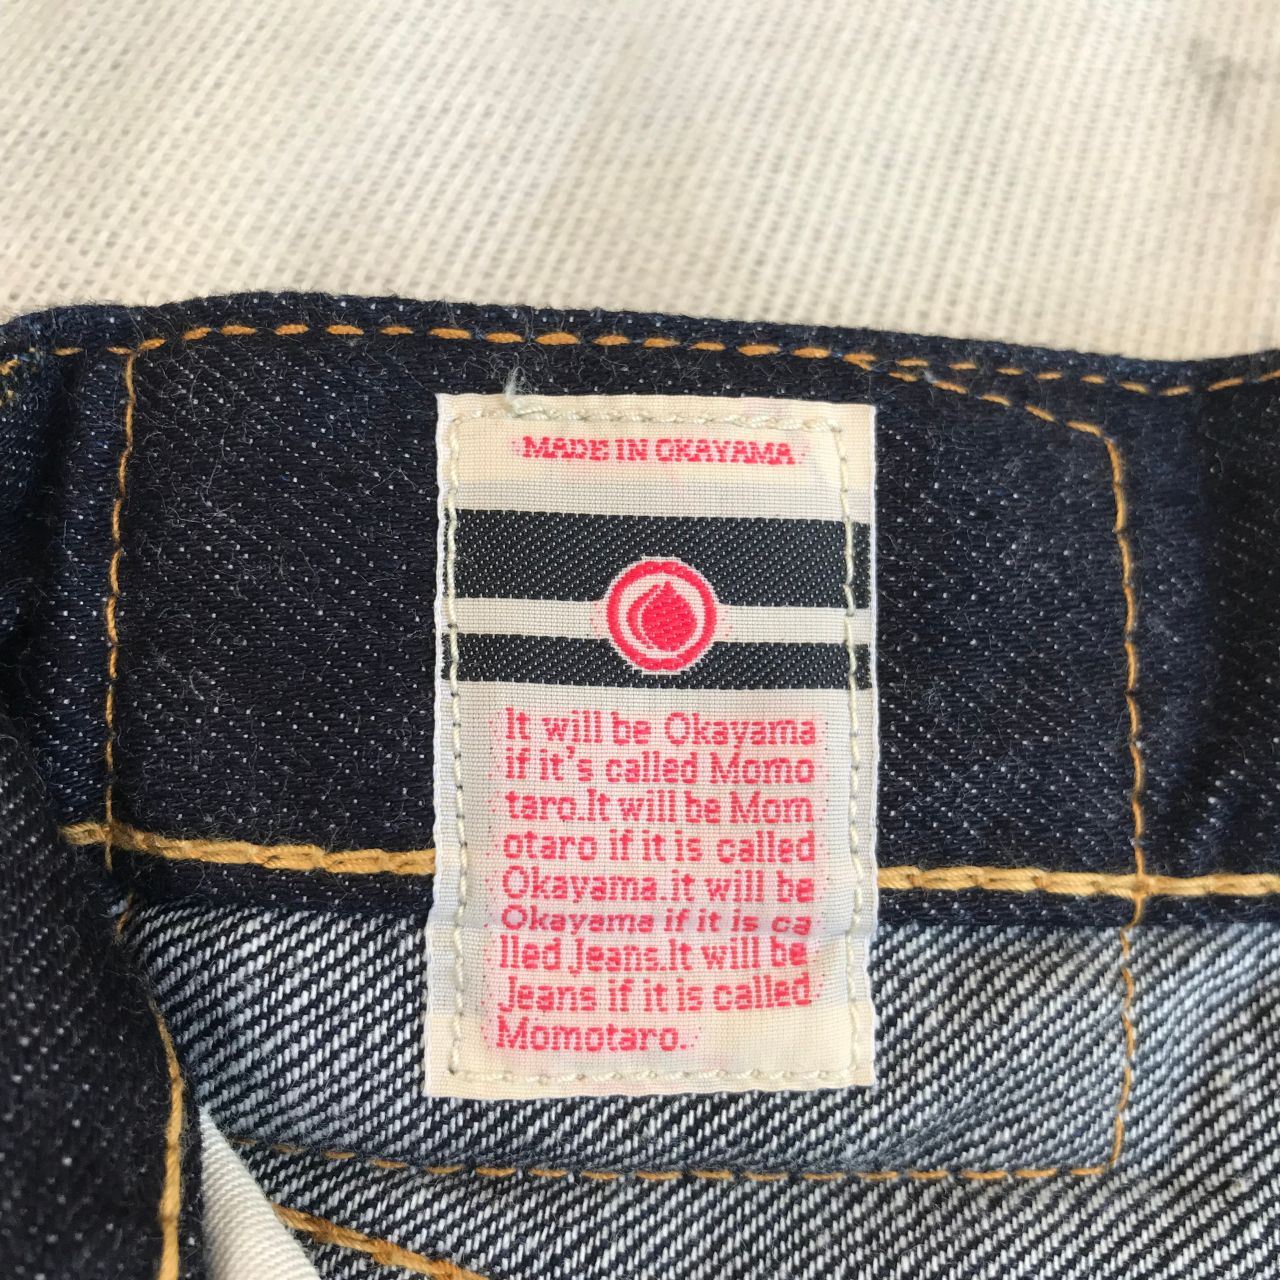 MADE IN OKAYAMA
It will be Okayama
if it's called Momo
taro.It will be Mom
otaro if it is called
Okayama.it will be
Okayama if it is ca
lled Jeans.It will be
Jeans if it is called
Momotaro.